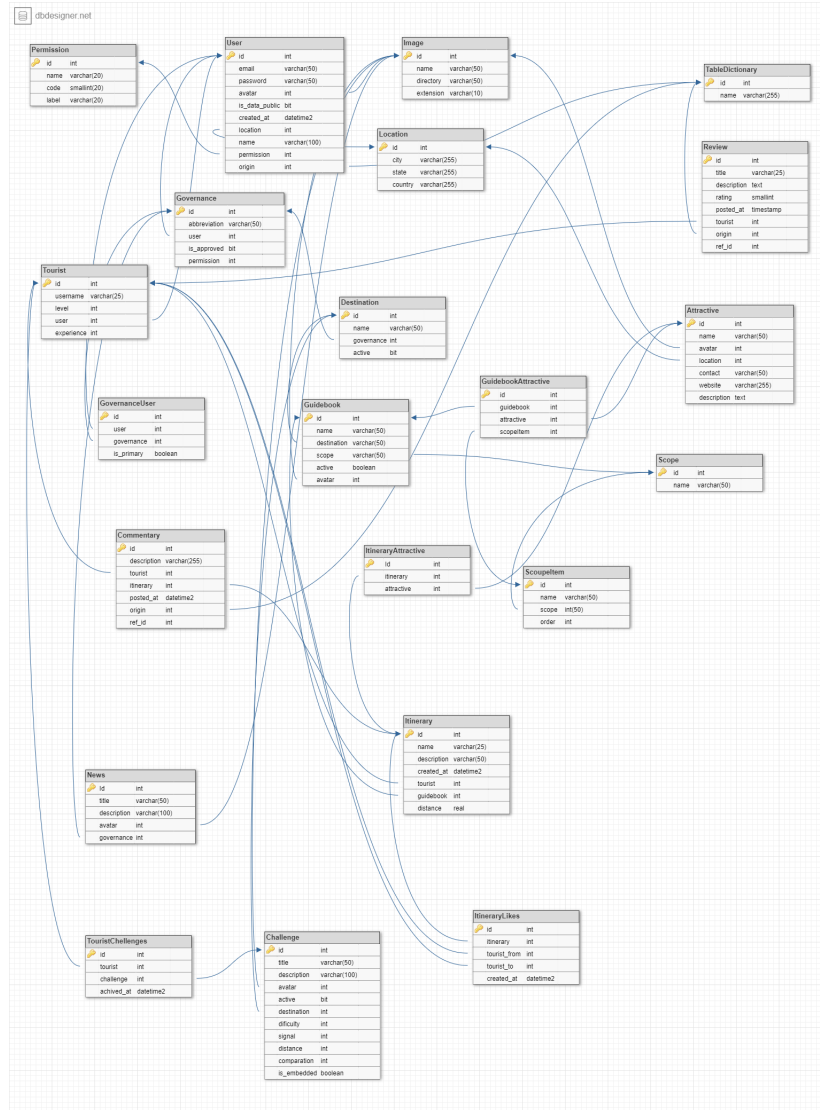 dbdesigner.net
Permission
id int
name varchar(20)
code smallint(20)
label varchar(20)
User
id int
email varchar(50)
password varchar(50)
avatar int
is_data_public bit
created_at datetime2
location int
name varchar(100)
permission int
origin int
Image
id int
name varchar(50)
directory varchar(50)
extension varchar(10)
TableDictionary
id int
name varchar(255)
Location
id int
city varchar(255)
state varchar(255)
country varchar(255)
Review
id int
title varchar(25)
description text
rating smallint
posted_at timestamp
tourist int
origin int
ref_id int
Governance
id int
abbreviation varchar(50)
user int
is_approved bit
permission int
Tourist
id int
username varchar(25)
level int
user int
experience int
Destination
id int
name varchar(50)
governance int
active bit
Attractive
id int
name varchar(50)
avatar int
location int
contact varchar(50)
website varchar(255)
description text
GuidebookAttractive
id int
guidebook int
attractive int
scopeItem int
GovernanceUser
id int
user int
governance int
is_primary boolean
Guidebook
id int
name varchar(50)
destination varchar(50)
scope varchar(50)
active boolean
avatar int
Scope
id int
name varchar(50)
Commentary
id int
description varchar(255)
tourist int
itinerary int
posted_at datetime2
origin int
ref_id int
ItineraryAttractive
Id int
itinerary int
attractive int
ScoupeItem
id int
name varchar(50)
scope int(50)
order int
Itinerary
id int
name varchar(25)
description varchar(50)
created_at datetime2
tourist int
guidebook int
distance real
News
Id int
title varchar(50)
description varchar(100)
avatar int
governance int
TouristChellenges
id int
tourist int
challenge int
achived_at datetime2
Challenge
id int
title varchar(50)
description varchar(100)
avatar int
active bit
destination int
dificulty int
signal int
distance int
comparation int
is_embedded boolean
ItineraryLikes
id int
itinerary int
tourist_from int
tourist_to int
created_at datetime2